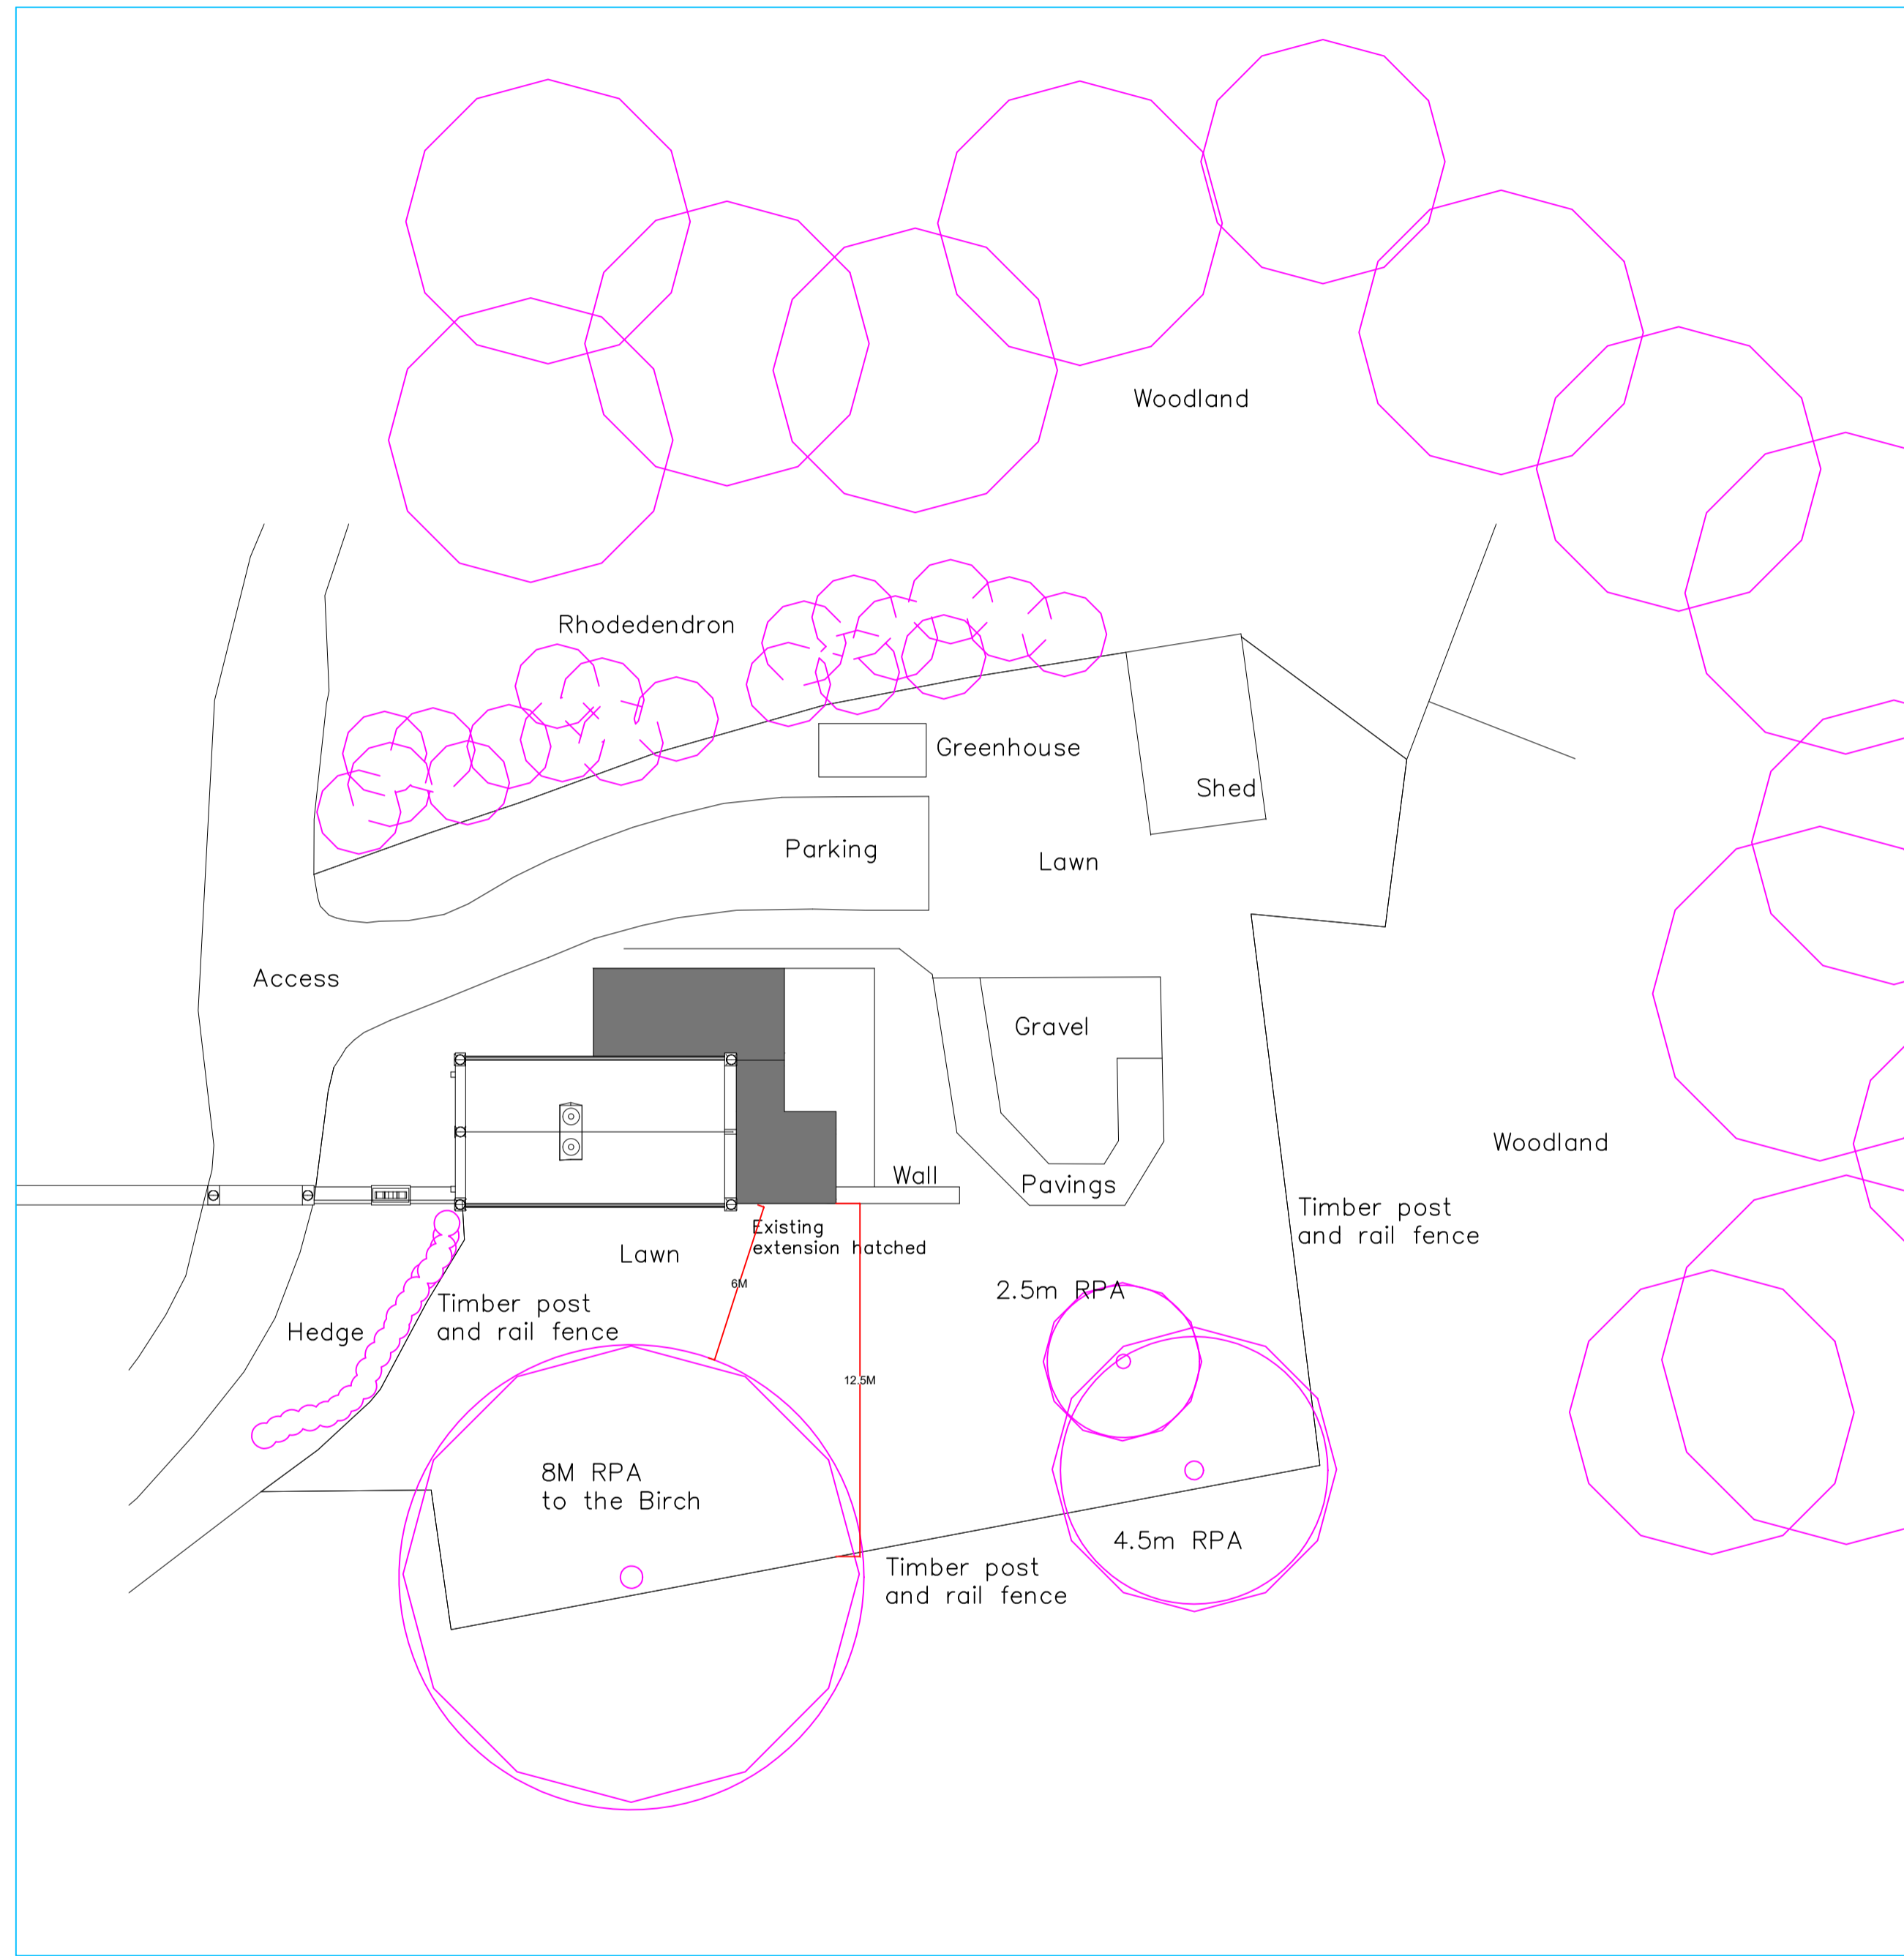 Woodland
Rhodedendron
Greenhouse
Shed
Parking
Lawn
Access
Gravel
Woodland
Wall
Pavings
Timber post
and rail fence
Existing
extension hatched
Lawn
6M
2.5m RPA
Timber post
and rail fence
Hedge
12.5M
8M RPA
to the Birch
4.5m RPA
Timber post
and rail fence